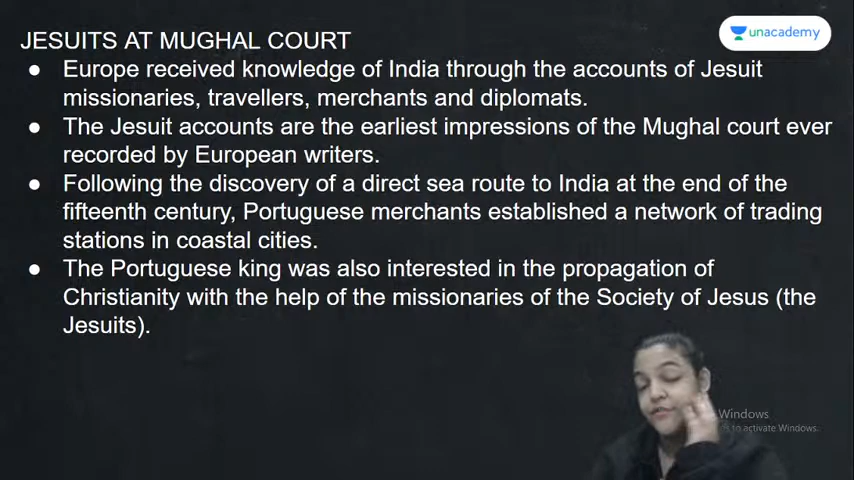 JESUITS AT MUGHAL COURT
unacademy
● Europe received knowledge of India through the accounts of Jesuit
missionaries, travellers, merchants and diplomats.
● The Jesuit accounts are the earliest impressions of the Mughal court ever
recorded by European writers.
● Following the discovery of a direct sea route to India at the end of the
fifteenth century, Portuguese merchants established a network of trading
stations in coastal cities.
● The Portuguese king was also interested in the propagation of
Christianity with the help of the missionaries of the Society of Jesus (the
Jesuits).
Windows
to activate Windows.